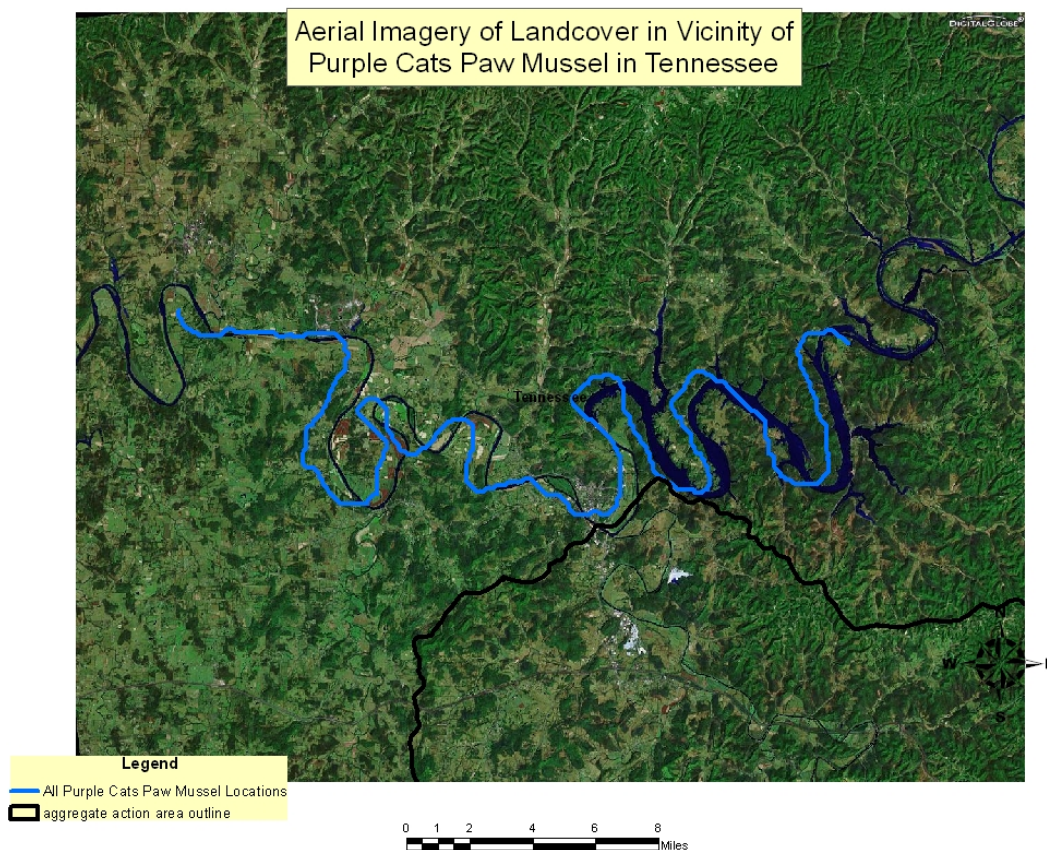 DIGITALGLOBE®
Aerial Imagery of Landcover in Vicinity of
Purple Cats Paw Mussel in Tennessee
Tennessee
N
W
S
Legend
All Purple Cats Paw Mussel Locations
aggregate action area outline
0 1 2 4 6 8
Miles